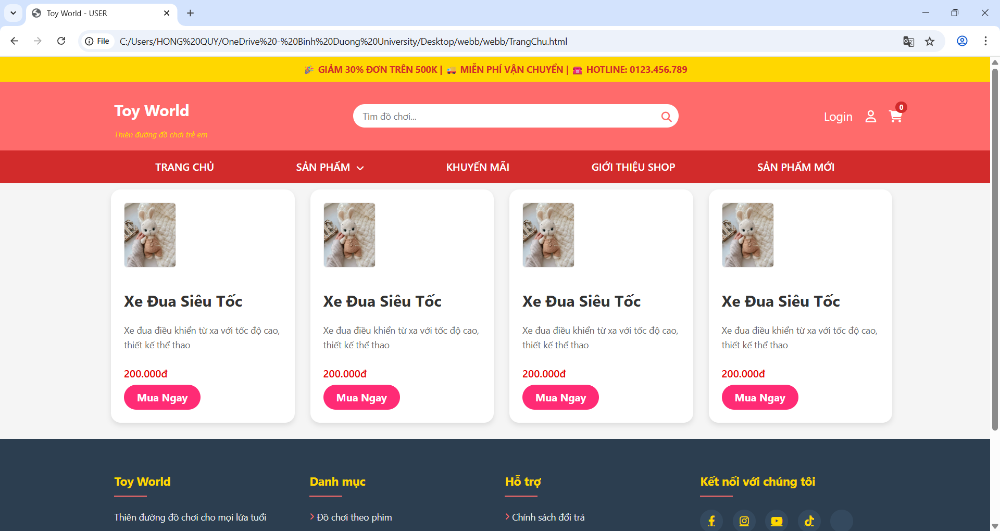 Toy World - USER
File
C:/Users/HONG%20QUY/OneDrive%20-%20Binh%20Duong%20University/Desktop/webb/webb/TrangChu.html
🎉 GIẢM 30% ĐƠN TRÊN 500K | 🚚 MIỄN PHÍ VẬN CHUYỂN | ☎️ HOTLINE: 0123.456.789
Toy World
Thiên đường đồ chơi trẻ em
Tìm đồ chơi...
Login
0
TRANG CHỦ
SẢN PHẨM
KHUYẾN MÃI
GIỚI THIỆU SHOP
SẢN PHẨM MỚI
Xe Đua Siêu Tốc
Xe đua điều khiển từ xa với tốc độ cao,
thiết kế thể thao
200.000đ
Mua Ngay
Xe Đua Siêu Tốc
Xe đua điều khiển từ xa với tốc độ cao,
thiết kế thể thao
200.000đ
Mua Ngay
Xe Đua Siêu Tốc
Xe đua điều khiển từ xa với tốc độ cao,
thiết kế thể thao
200.000đ
Mua Ngay
Xe Đua Siêu Tốc
Xe đua điều khiển từ xa với tốc độ cao,
thiết kế thể thao
200.000đ
Mua Ngay
Toy World
Thiên đường đồ chơi cho mọi lứa tuổi
Danh mục
Đồ chơi theo phim
Hỗ trợ
Chính sách đổi trả
Kết nối với chúng tôi